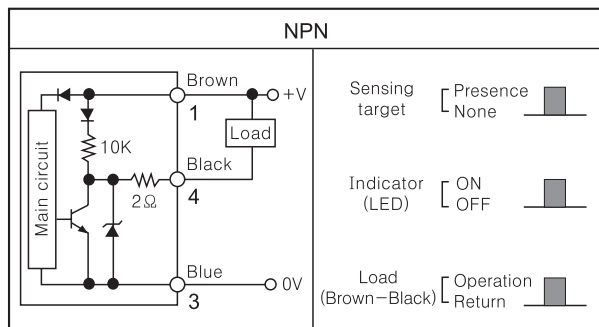 NPN
Brown
1
+V
Load
10K
Black
4
2Ω
Main circuit
Blue
3
0V
Sensing target
Presence
None
Indicator (LED)
ON
OFF
Load (Brown-Black)
Operation
Return